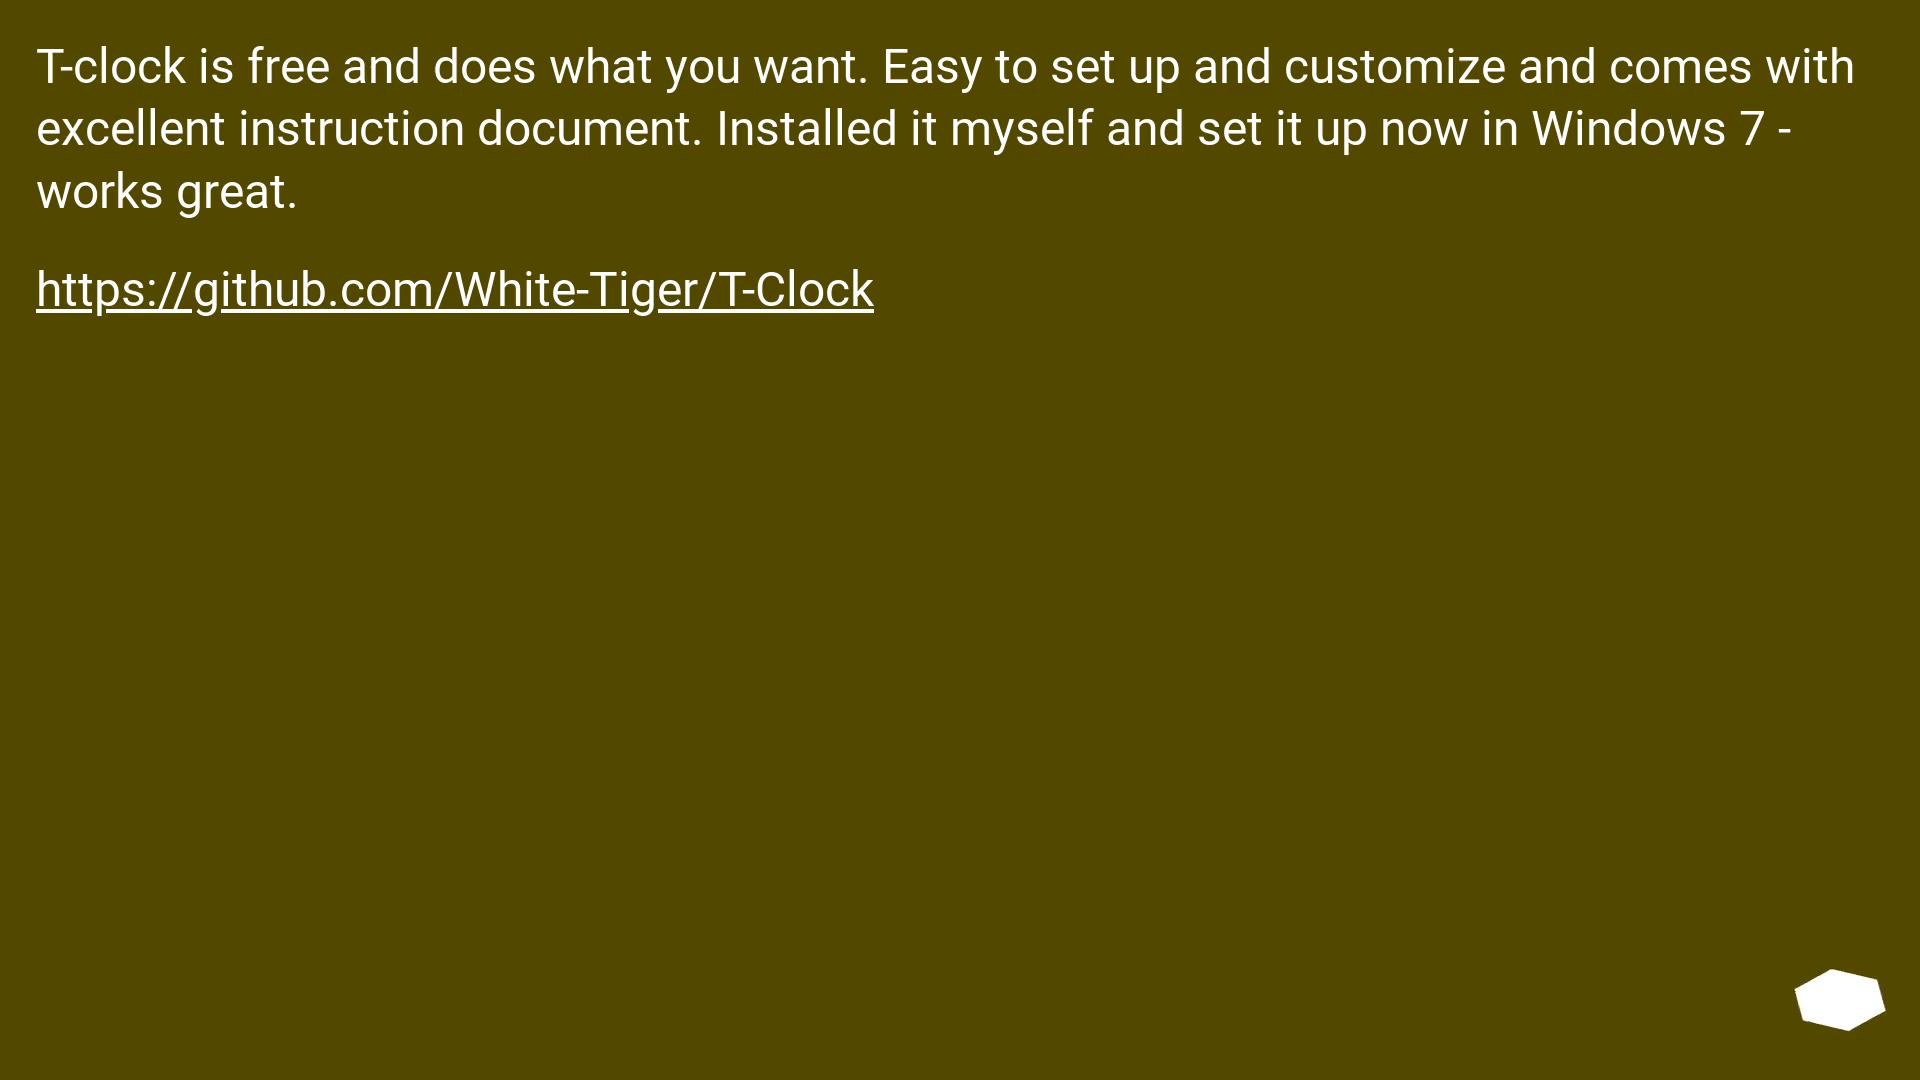 T-clock is free and does what you want. Easy to set up and customize and comes with
excellent instruction document. Installed it myself and set it up now in Windows 7 -
works great.
https://github.com/White-Tiger/T-Clock